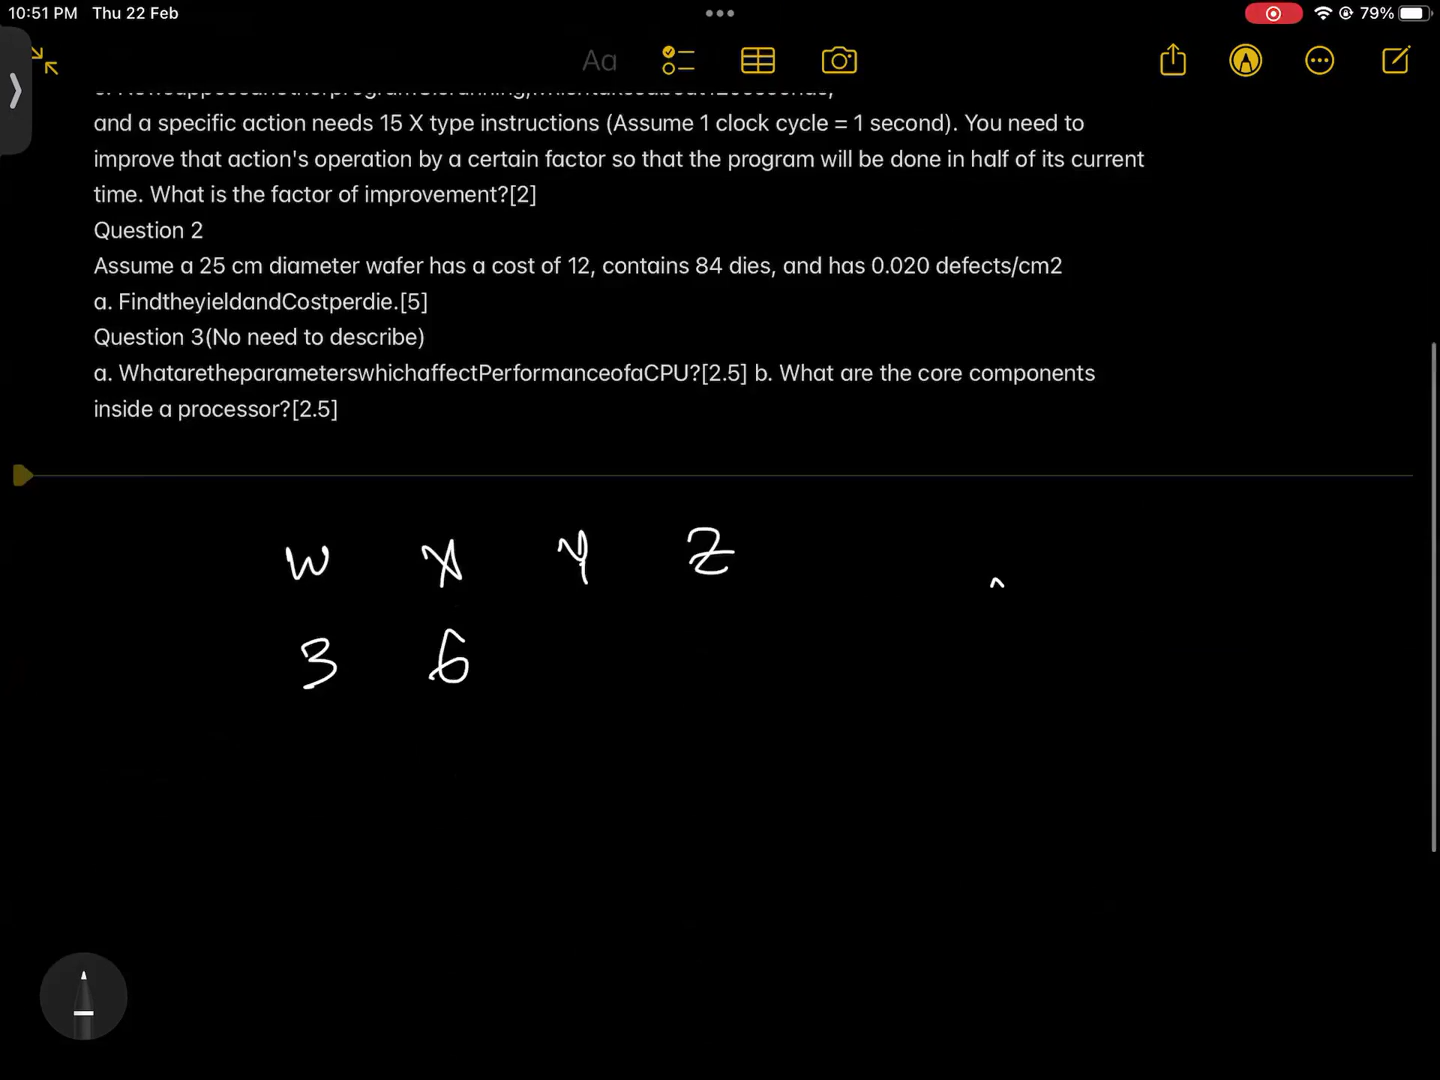 10:51 PM Thu 22 Feb 79%
Aa
and a specific action needs 15 X type instructions (Assume 1 clock cycle = 1 second). You need to
improve that action's operation by a certain factor so that the program will be done in half of its current
time. What is the factor of improvement?[2]
Question 2
Assume a 25 cm diameter wafer has a cost of 12, contains 84 dies, and has 0.020 defects/cm2
a. FindtheyieldandCostperdie.[5]
Question 3(No need to describe)
a. WhataretheparameterswhichaffectPerformanceofaCPU?[2.5] b. What are the core components
inside a processor?[2.5]
W X Y Z
3 6